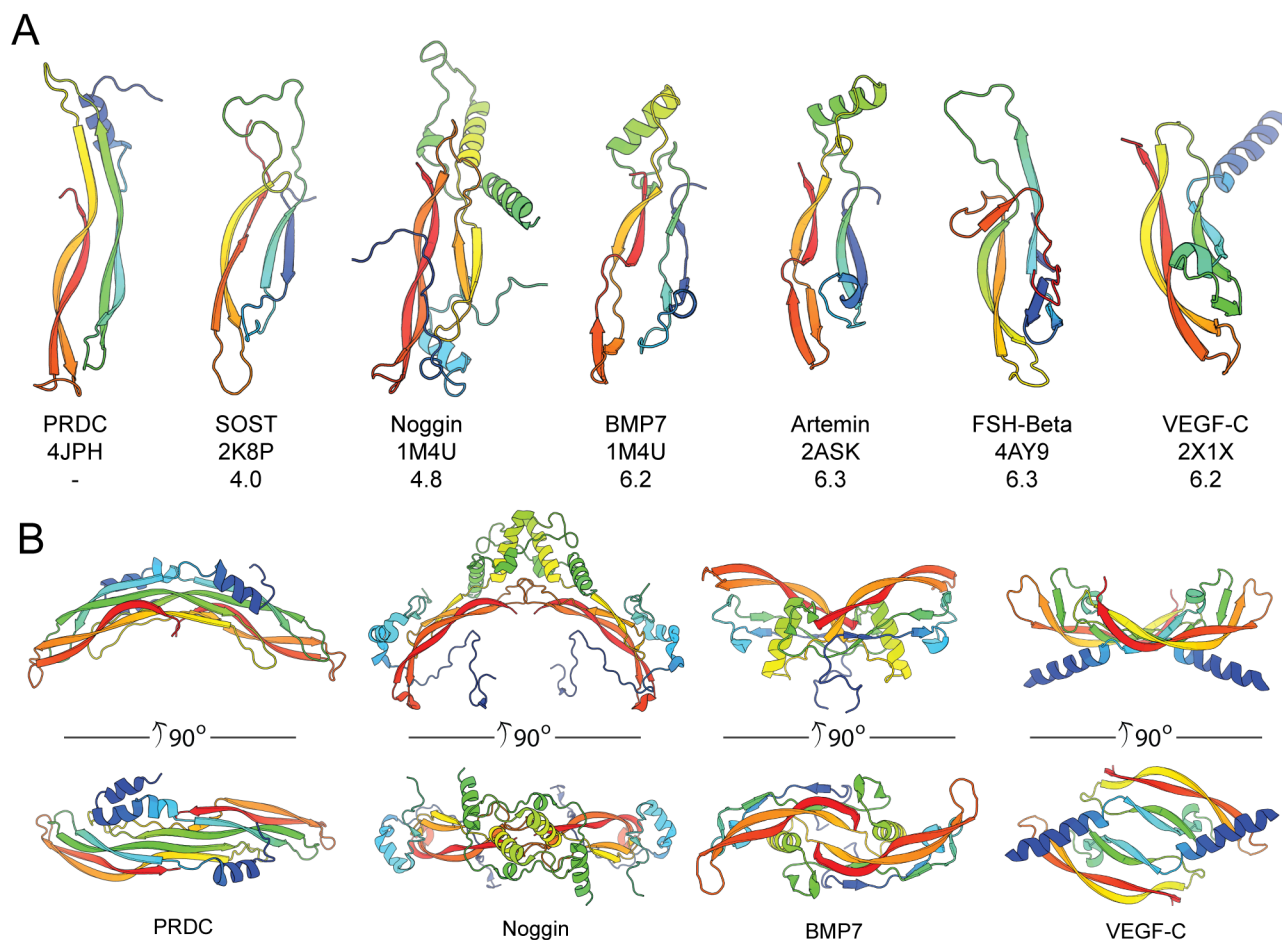 A
PRDC SOST Noggin BMP7 Artemin FSH-Beta VEGF-C
4JPH 2K8P 1M4U 1M4U 2ASK 4AY9 2X1X
- 4.0 4.8 6.2 6.3 6.3 6.2
B
90° 90° 90° 90°
PRDC Noggin BMP7 VEGF-C